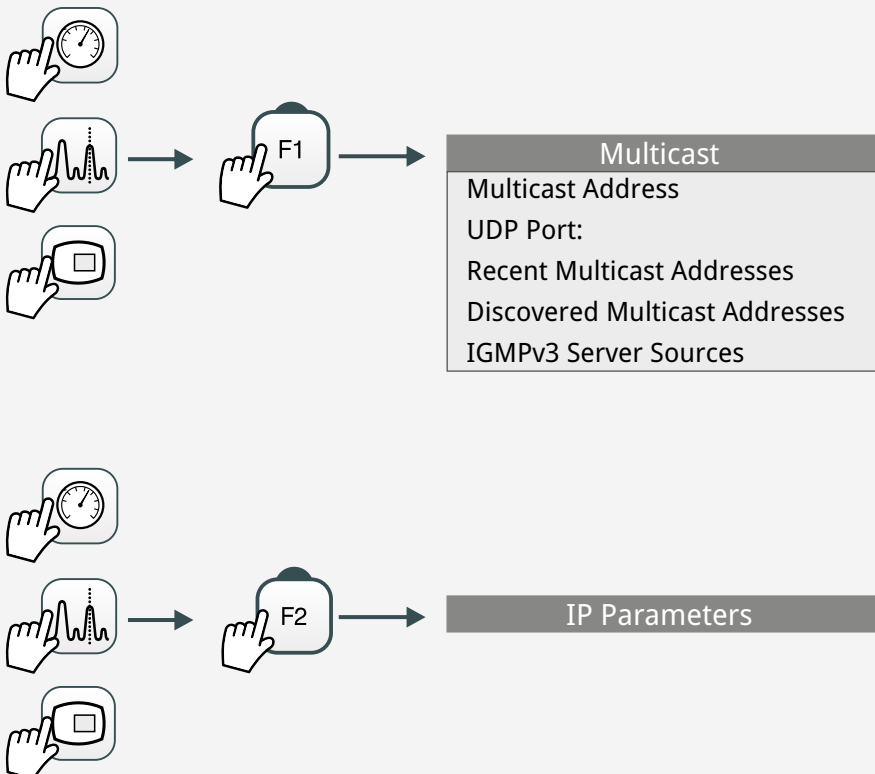 F1
Multicast
Multicast Address
UDP Port:
Recent Multicast Addresses
Discovered Multicast Addresses
IGMPv3 Server Sources
F2
IP Parameters